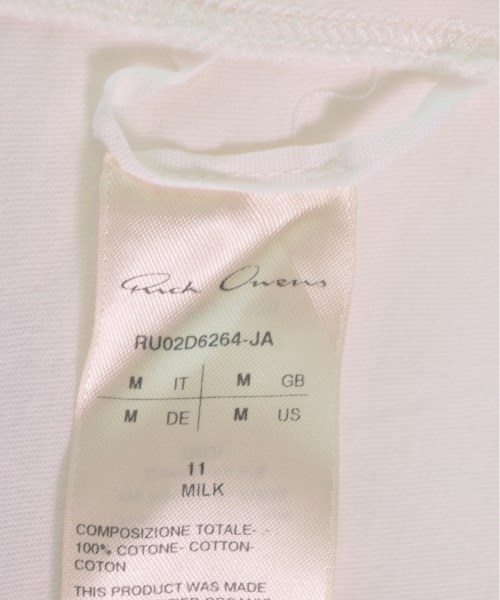 Rick Owens
RU02D6264-JA
M IT M GB
M DE M US
11
MILK
COMPOSIZIONE TOTALE-
100% COTONE- COTTON-
COTON
THIS PRODUCT WAS MADE